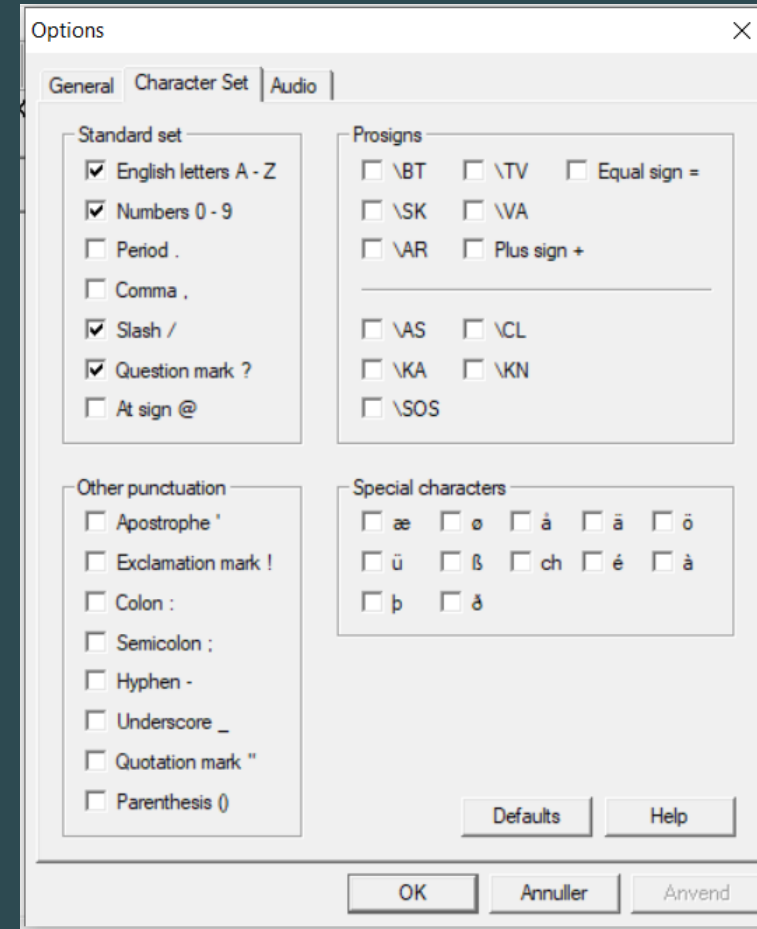 Options
General Character Set Audio
Standard set
English letters A - Z
Numbers 0 - 9
Period .
Comma ,
Slash /
Question mark ?
At sign @
Prosigns
\BT \TV Equal sign =
\SK \VA
\AR Plus sign +
\AS \CL
\KA \KN
\SOS
Other punctuation
Apostrophe '
Exclamation mark !
Colon :
Semicolon ;
Hyphen -
Underscore _
Quotation mark "
Parenthesis ()
Special characters
æ ø å ä ö
ü ß ch é à
þ ð
Defaults Help
OK Annuller Anvend